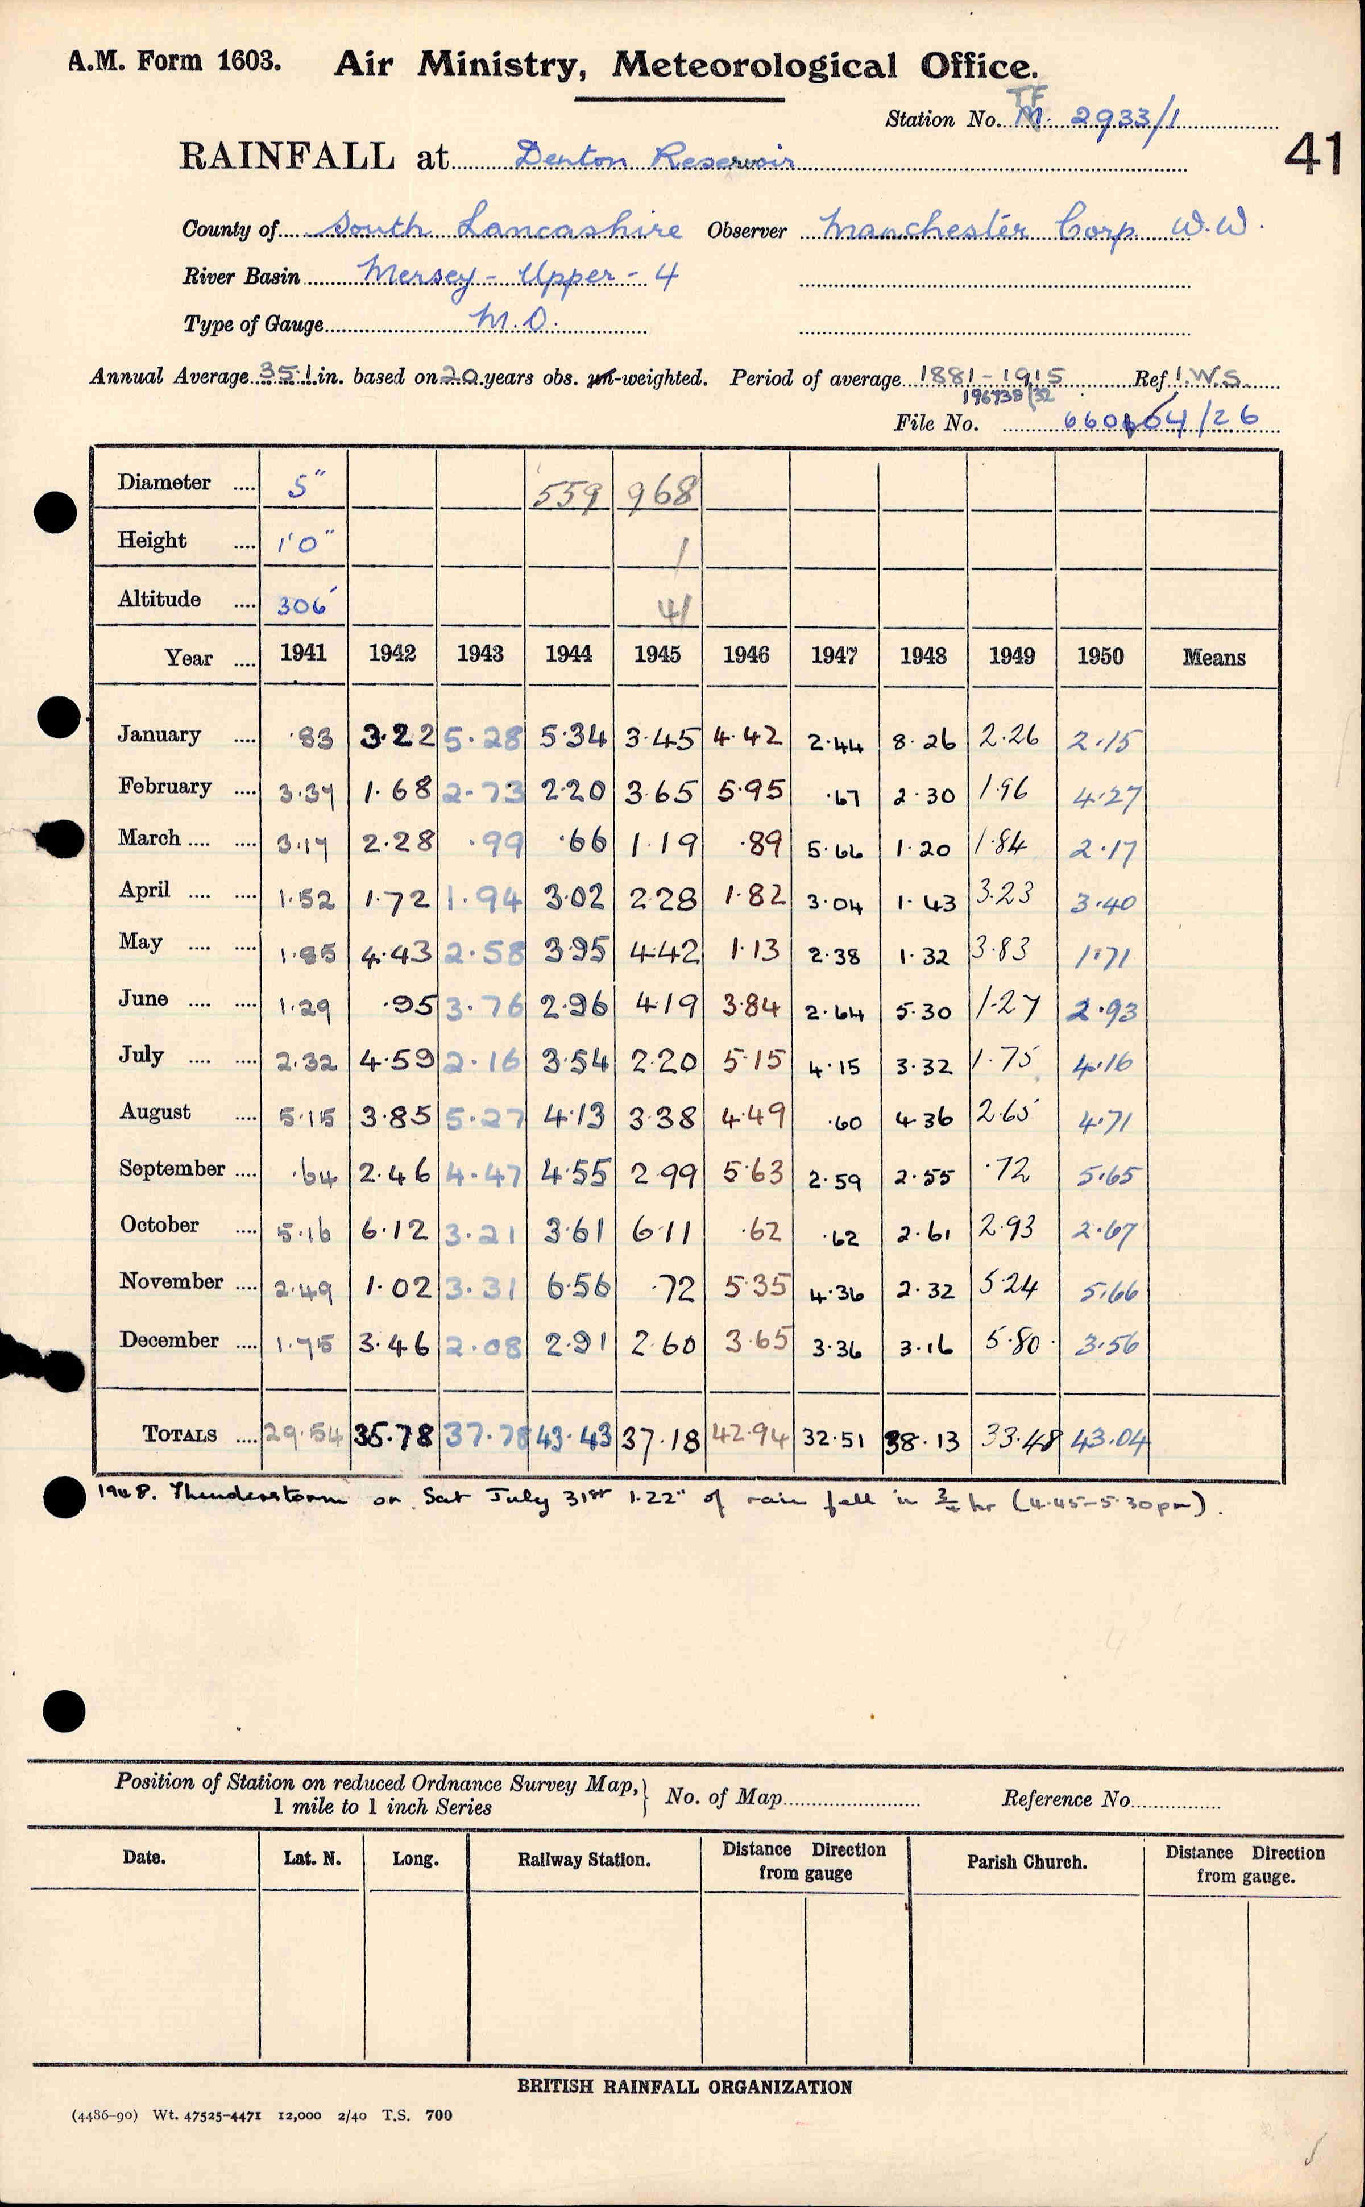 A.M. Form 1603. Air Ministry, Meteorological Office.
Station No. TF 2933/1
41
RAINFALL at Denton Reservoir
County of South Lancashire Observer Manchester Corp W.W.
River Basin Mersey - Upper - 4
Type of Gauge M.O.
Annual Average 35.1 in. based on 20 years obs. un-weighted. Period of average 1881-1915 Ref I.W.S.
196738/32
File No. /26
Diameter .... 5" 559 968
Height .... 1'0" 1
Altitude .... 306' 41
Year .... 1941 1942 1943 1944 1945 1946 1947 1948 1949 1950 Means
January .... .83 3.22 5.28 5.34 3.45 4.42 2.44 8.26 2.26 2.15
February .... 3.37 1.68 2.73 2.20 3.65 5.95 .67 2.30 1.96 4.27
March .... .... 3.17 2.28 .99 .66 1.19 .89 5.66 1.20 1.84 2.17
April .... .... 1.52 1.72 1.94 3.02 2.28 1.82 3.04 1.43 3.23 3.40
May .... .... 1.85 4.43 2.58 3.95 4.42 1.13 2.38 1.32 3.83 1.71
June .... .... 1.29 .95 3.76 2.96 4.19 3.84 2.64 5.30 1.27 2.93
July .... .... 2.32 4.59 2.16 3.54 2.20 5.15 4.15 3.32 1.75 4.16
August .... 5.15 3.85 5.27 4.13 3.38 4.49 .60 4.36 2.65 4.71
September .... .64 2.46 4.47 4.55 2.99 5.63 2.59 2.55 .72 5.65
October .... 5.16 6.12 3.21 3.61 6.11 .62 .62 2.61 2.93 2.67
November .... 2.49 1.02 3.31 6.56 .72 5.35 4.36 2.32 5.24 5.66
December .... 1.75 3.46 2.08 2.91 2.60 3.65 3.36 3.16 5.80 3.56
TOTALS .... 29.54 35.78 37.78 43.43 37.18 42.94 32.51 38.13 33.48 43.04
1948. Thunderstorm on Sat July 31st 1.22" of rain fell in ¾ hr (4.45-5.30pm).
Position of Station on reduced Ordnance Survey Map, 1 mile to 1 inch Series } No. of Map Reference No.
Date. Lat. N. Long. Railway Station. Distance Direction from gauge Parish Church. Distance Direction from gauge.
BRITISH RAINFALL ORGANIZATION
(4486-90) Wt. 47525-4471 12,000 2/40 T.S. 700